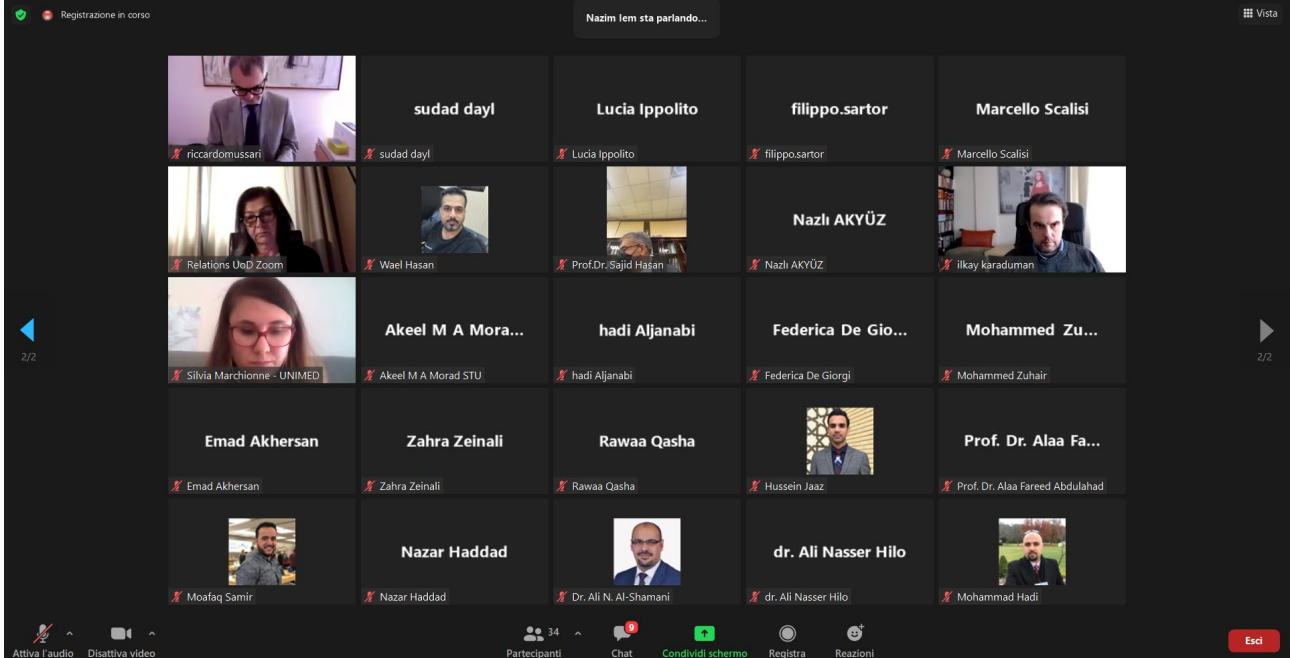 Registrazione in corso
Nazim Iem sta parlando...
Vista
riccardomussari
sudad dayl
sudad dayl
Lucia Ippolito
Lucia Ippolito
filippo.sartor
filippo.sartor
Marcello Scalisi
Marcello Scalisi
Relations UoD Zoom
Wael Hasan
Prof.Dr. Sajid Hasan
Nazlı AKYÜZ
Nazlı AKYÜZ
ilkay karaduman
2/2
2/2
Silvia Marchionne - UNIMED
Akeel M A Mora...
Akeel M A Morad STU
hadi Aljanabi
hadi Aljanabi
Federica De Gio...
Federica De Giorgi
Mohammed Zu...
Mohammed Zuhair
Emad Akhersan
Emad Akhersan
Zahra Zeinali
Zahra Zeinali
Rawaa Qasha
Rawaa Qasha
Hussein Jaaz
Prof. Dr. Alaa Fa...
Prof. Dr. Alaa Fareed Abdulahad
Moafaq Samir
Nazar Haddad
Nazar Haddad
Dr. Ali N. Al-Shamani
dr. Ali Nasser Hilo
dr. Ali Nasser Hilo
Mohammad Hadi
Attiva l'audio
Disattiva video
34
Partecipanti
9
Chat
Condividi schermo
Registra
Reazioni
Esci